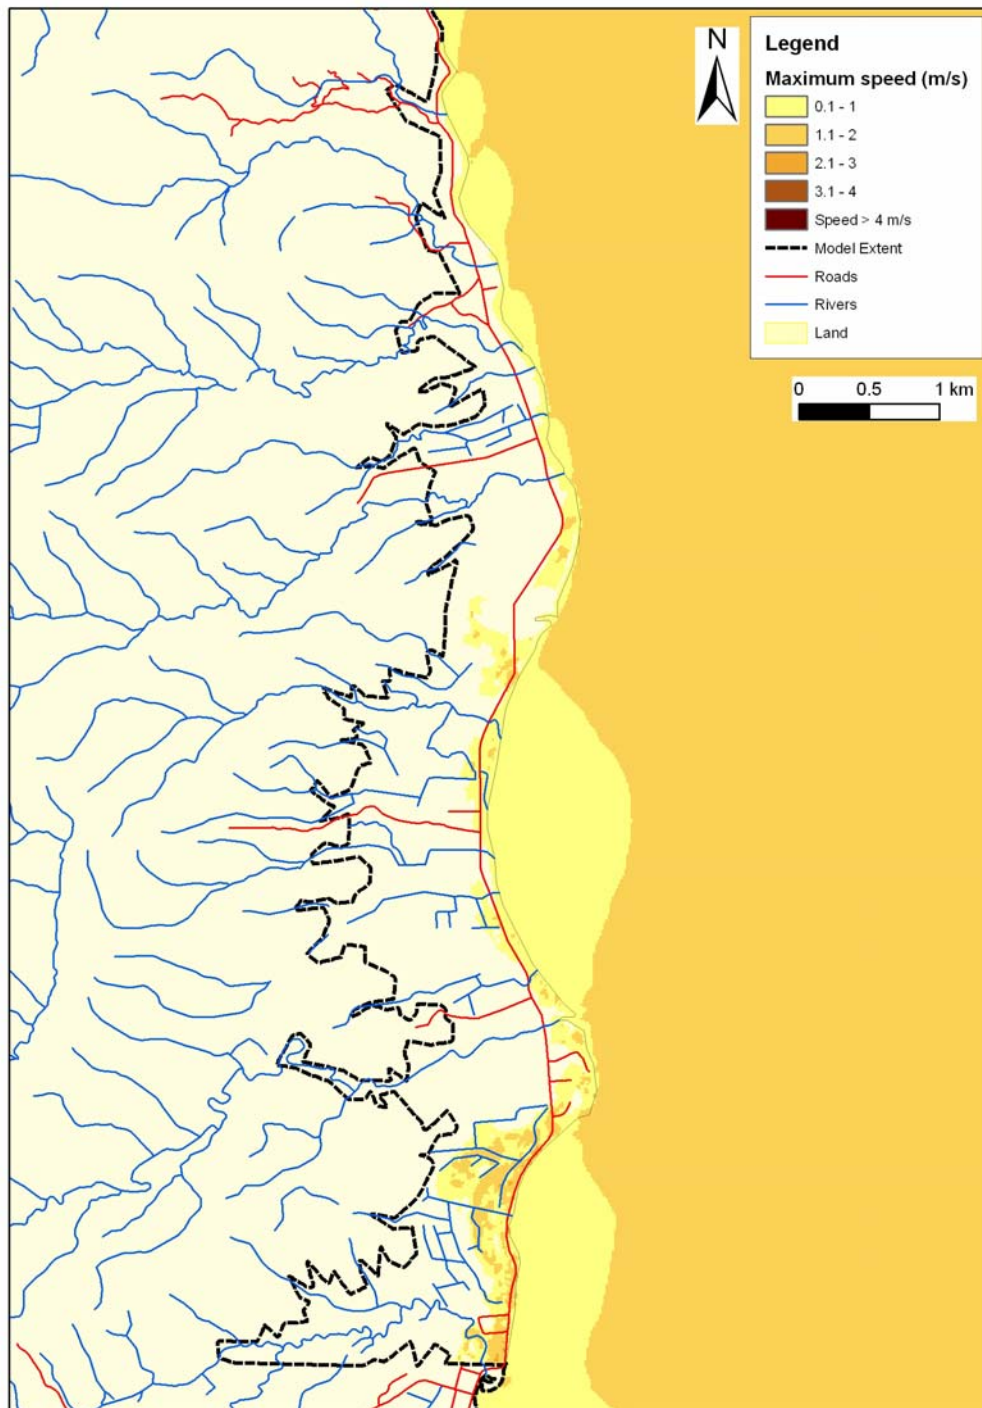 N
Legend
Maximum speed (m/s)
0.1 - 1
1.1 - 2
2.1 - 3
3.1 - 4
Speed > 4 m/s
Model Extent
Roads
Rivers
Land
0 0.5 1 km